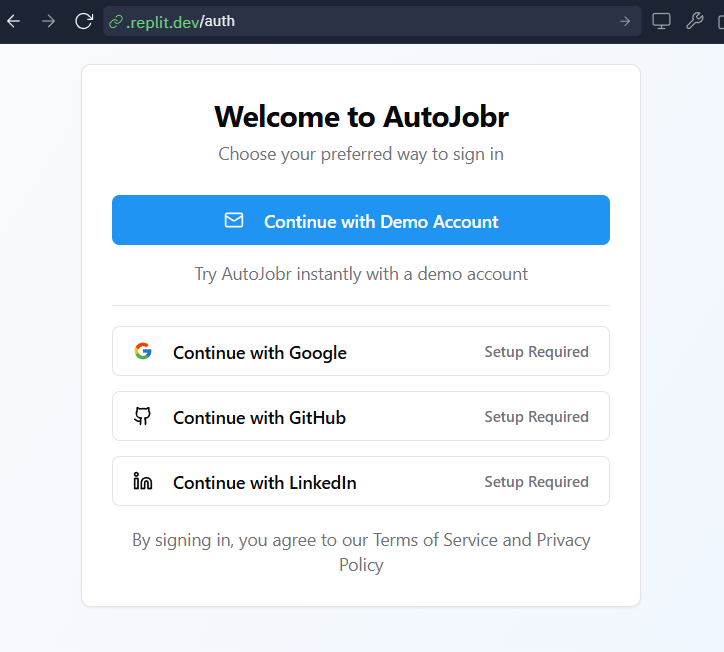 .replit.dev/auth
Welcome to AutoJobr
Choose your preferred way to sign in
Continue with Demo Account
Try AutoJobr instantly with a demo account
Continue with Google Setup Required
Continue with GitHub Setup Required
Continue with LinkedIn Setup Required
By signing in, you agree to our Terms of Service and Privacy
Policy